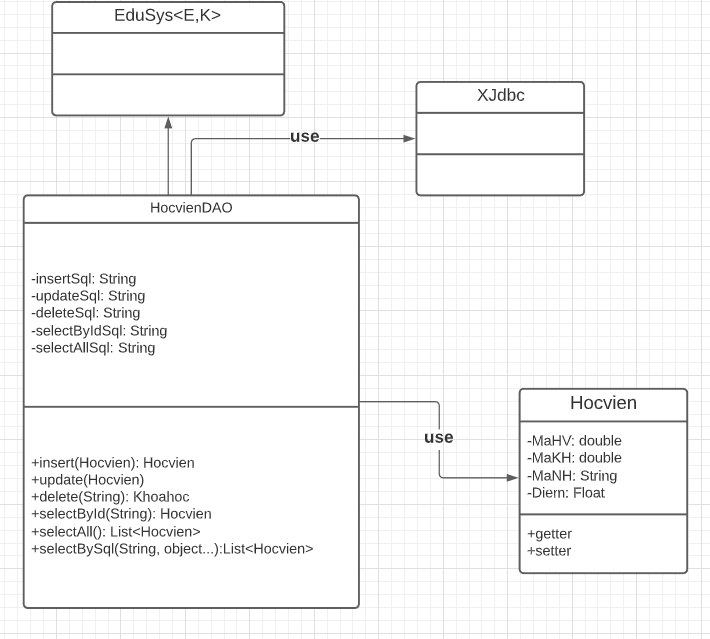 EduSys<E,K>
XJdbc
use
HocvienDAO
-insertSql: String
-updateSql: String
-deleteSql: String
-selectByIdSql: String
-selectAllSql: String
+insert(Hocvien): Hocvien
+update(Hocvien)
+delete(String): Khoahoc
+selectById(String): Hocvien
+selectAll(): List<Hocvien>
+selectBySql(String, object...):List<Hocvien>
use
Hocvien
-MaHV: double
-MaKH: double
-MaNH: String
-Diem: Float
+getter
+setter